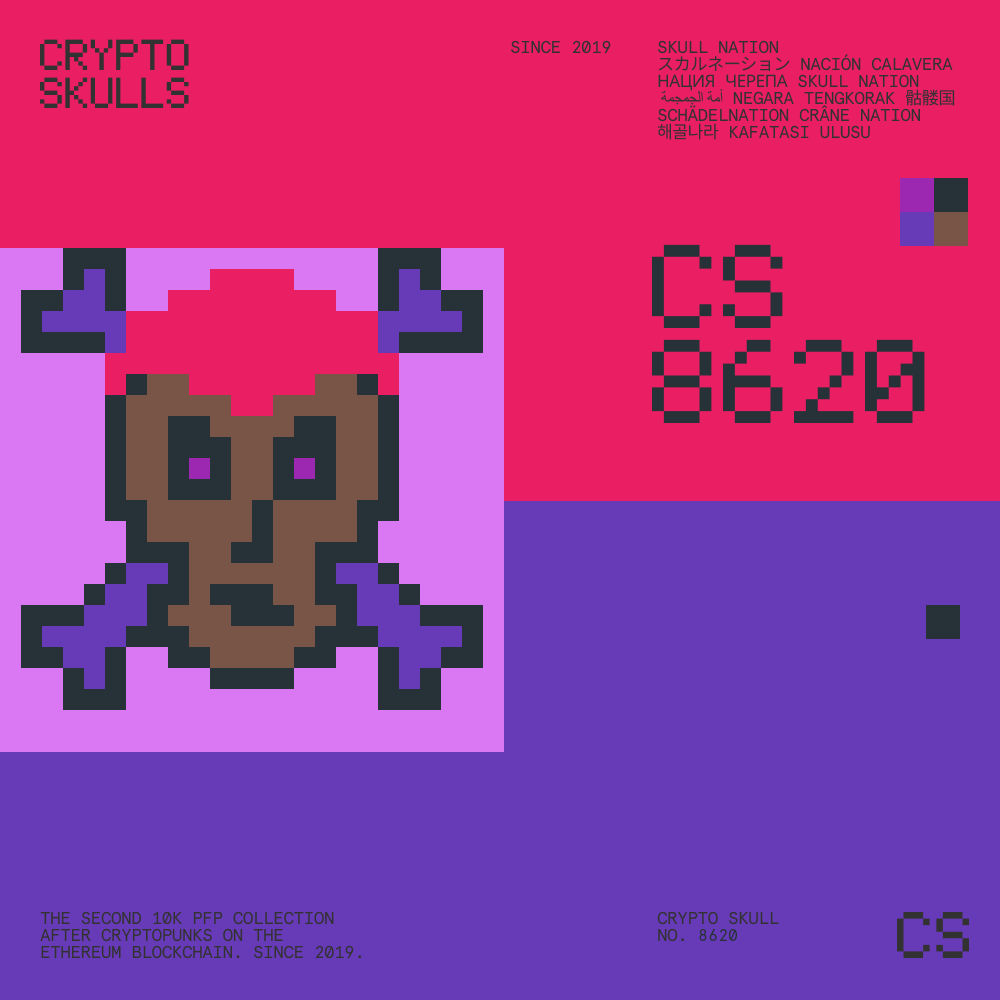 CRYPTO
SKULLS
SINCE 2019
SKULL NATION
スカルネーション NACIÓN CALAVERA
НАЦИЯ ЧЕРЕПА SKULL NATION
أمة الجمجمة NEGARA TENGKORAK 骷髅国
SCHÄDELNATION CRÂNE NATION
해골나라 KAFATASI ULUSU
CS
8620
THE SECOND 10K PFP COLLECTION
AFTER CRYPTOPUNKS ON THE
ETHEREUM BLOCKCHAIN. SINCE 2019.
CRYPTO SKULL
NO. 8620
CS